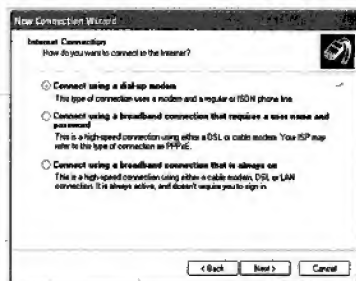 New Connection Wizard
Internet Connection
How do you want to connect to the Internet?
Connect using a dial-up modem
This type of connection uses a modem and a regular or ISDN phone line.
Connect using a broadband connection that requires a user name and
password
This is a high-speed connection using either a DSL or cable modem. Your ISP may
refer to this type of connection as PPPoE.
Connect using a broadband connection that is always on
This is a high-speed connection using either a cable modem, DSL or LAN
connection. It is always active, and doesn't require you to sign in.
< Back
Next >
Cancel